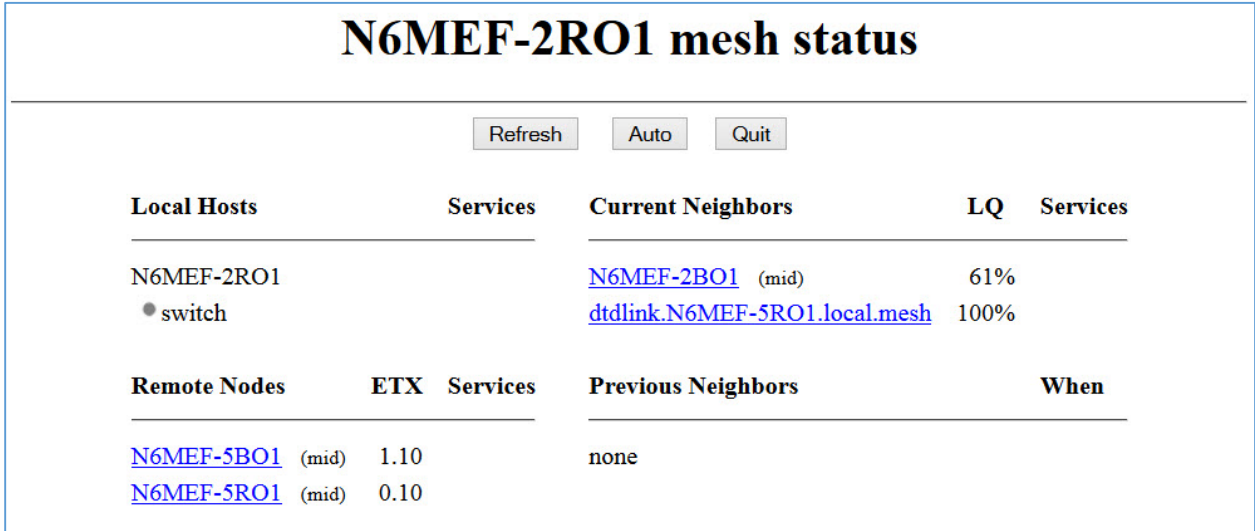 N6MEF-2RO1 mesh status
Refresh Auto Quit
Local Hosts Services Current Neighbors LQ Services
N6MEF-2RO1 N6MEF-2BO1 (mid) 61%
switch dtdlink.N6MEF-5RO1.local.mesh 100%
Remote Nodes ETX Services Previous Neighbors When
N6MEF-5BO1 (mid) 1.10 none
N6MEF-5RO1 (mid) 0.10